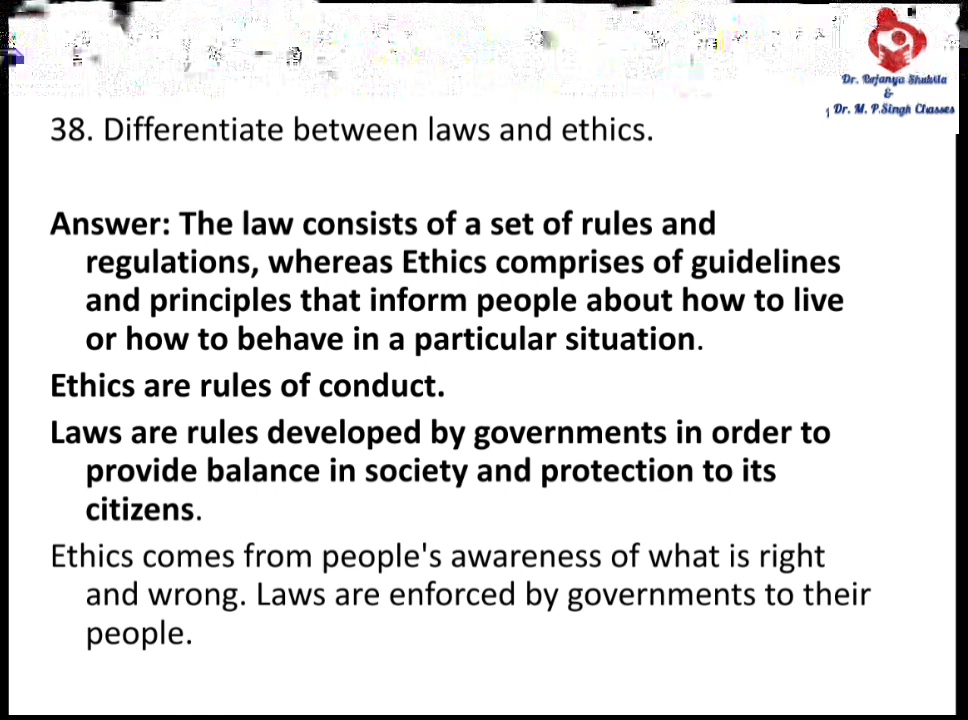 Dr. Rajanya Shukla
&
Dr. M. P.Singh Classes
38. Differentiate between laws and ethics.
Answer: The law consists of a set of rules and
regulations, whereas Ethics comprises of guidelines
and principles that inform people about how to live
or how to behave in a particular situation.
Ethics are rules of conduct.
Laws are rules developed by governments in order to
provide balance in society and protection to its
citizens.
Ethics comes from people's awareness of what is right
and wrong. Laws are enforced by governments to their
people.